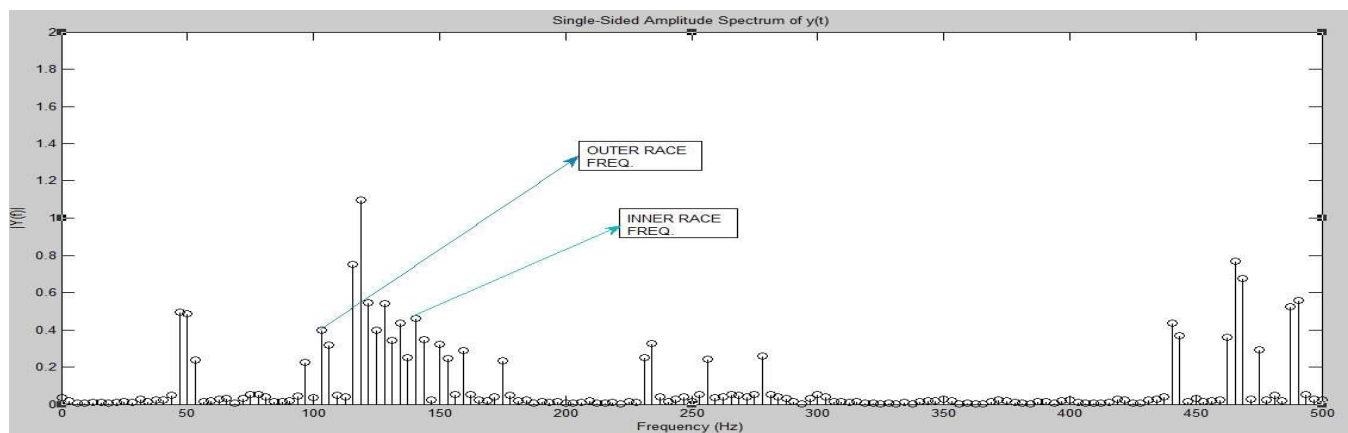 Single-Sided Amplitude Spectrum of y(t)
2
1.8
1.6
1.4
1.2
1
0.8
0.6
0.4
0.2
0
|Y(f)|
OUTER RACE
FREQ.
INNER RACE
FREQ.
0 50 100 150 200 250 300 350 400 450 500
Frequency (Hz)